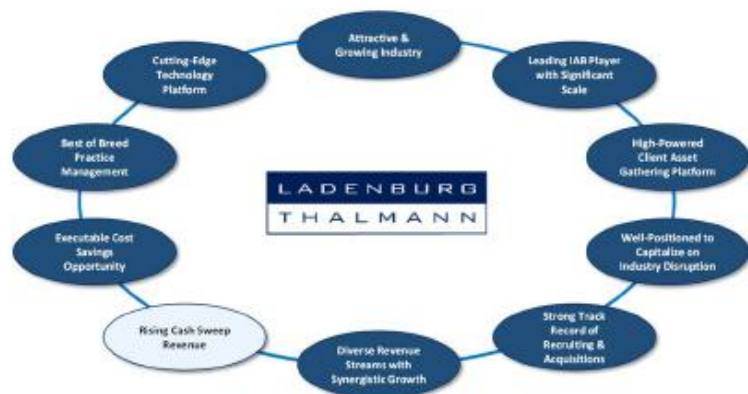 Attractive &
Growing Industry
Leading IAB Player
with Significant
Scale
High-Powered
Client Asset
Gathering Platform
Well-Positioned to
Capitalize on
Industry Disruption
Strong Track
Record of
Recruiting &
Acquisitions
Diverse Revenue
Streams with
Synergistic Growth
Rising Cash Sweep
Revenue
Executable Cost
Savings
Opportunity
Best of Breed
Practice
Management
Cutting-Edge
Technology
Platform
LADENBURG
THALMANN